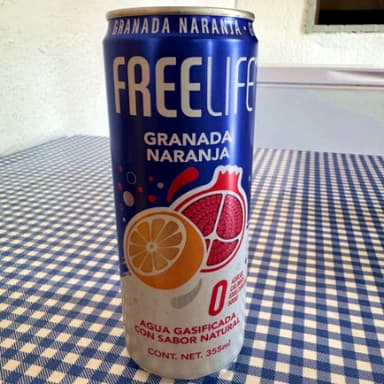 GRANADA NARANJA
FREELIFE
GRANADA
NARANJA
0
AGUA GASIFICADA
CON SABOR NATURAL
CONT. NET. 355ml